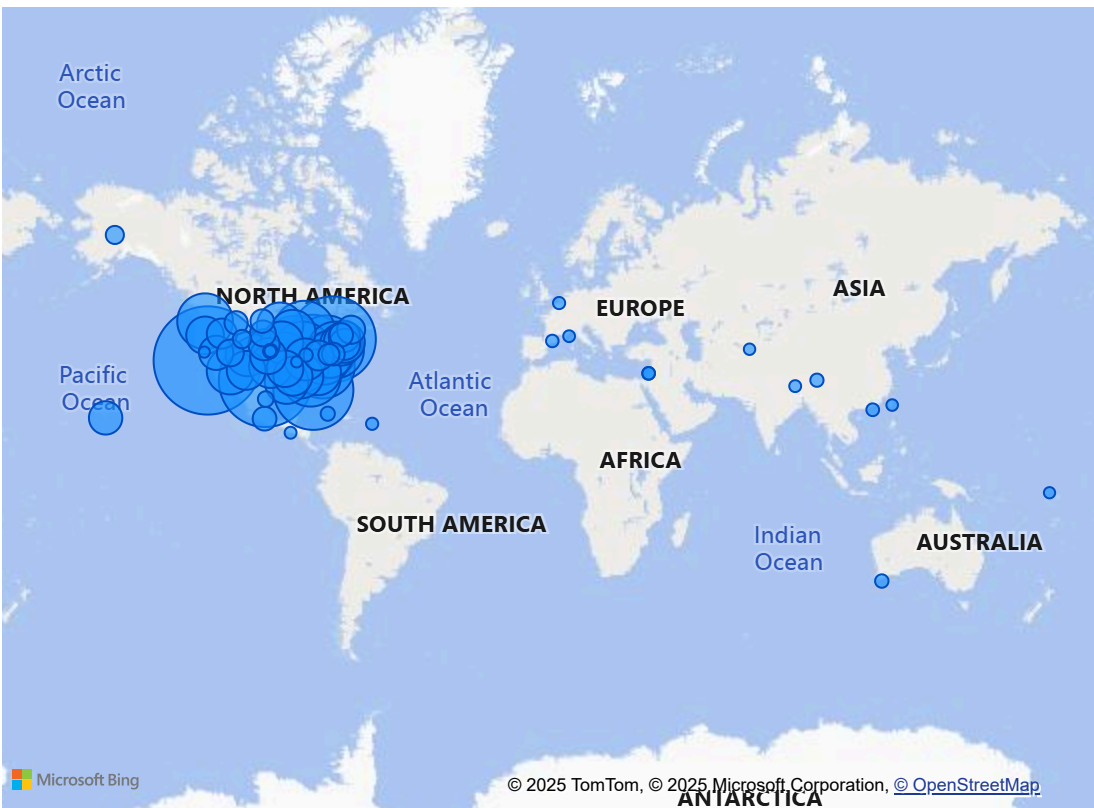 Arctic
Ocean
NORTH AMERICA
ASIA
EUROPE
Pacific
Ocean
Atlantic
Ocean
AFRICA
SOUTH AMERICA
Indian
Ocean
AUSTRALIA
Microsoft Bing
© 2025 TomTom, © 2025 Microsoft Corporation, © OpenStreetMap
ANTARCTICA